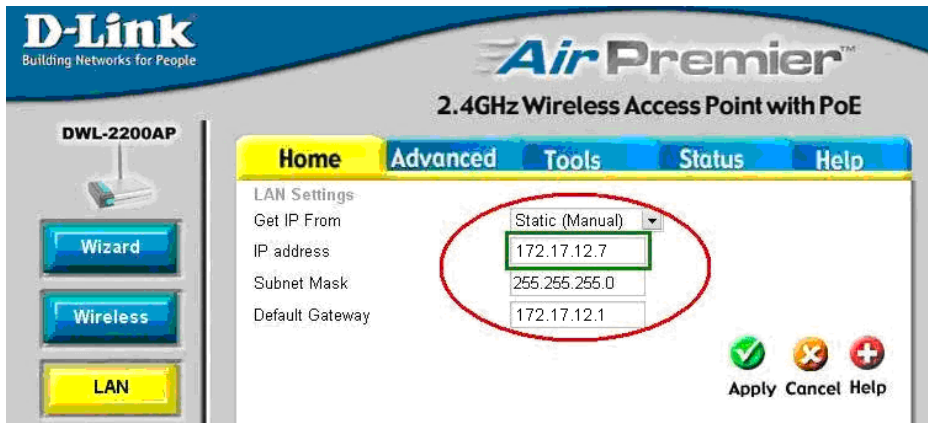 D-Link
Building Networks for People
Air Premier™
2.4GHz Wireless Access Point with PoE
DWL-2200AP
Home Advanced Tools Status Help
LAN Settings
Get IP From Static (Manual)
IP address 172.17.12.7
Subnet Mask 255.255.255.0
Default Gateway 172.17.12.1
Wizard
Wireless
LAN
Apply Cancel Help